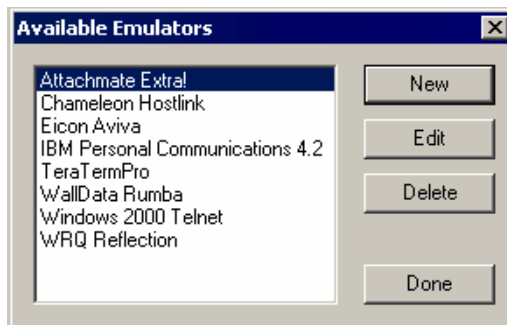 Available Emulators
Attachmate Extra!
Chameleon Hostlink
Eicon Aviva
IBM Personal Communications 4.2
TeraTermPro
WallData Rumba
Windows 2000 Telnet
WRQ Reflection
New
Edit
Delete
Done